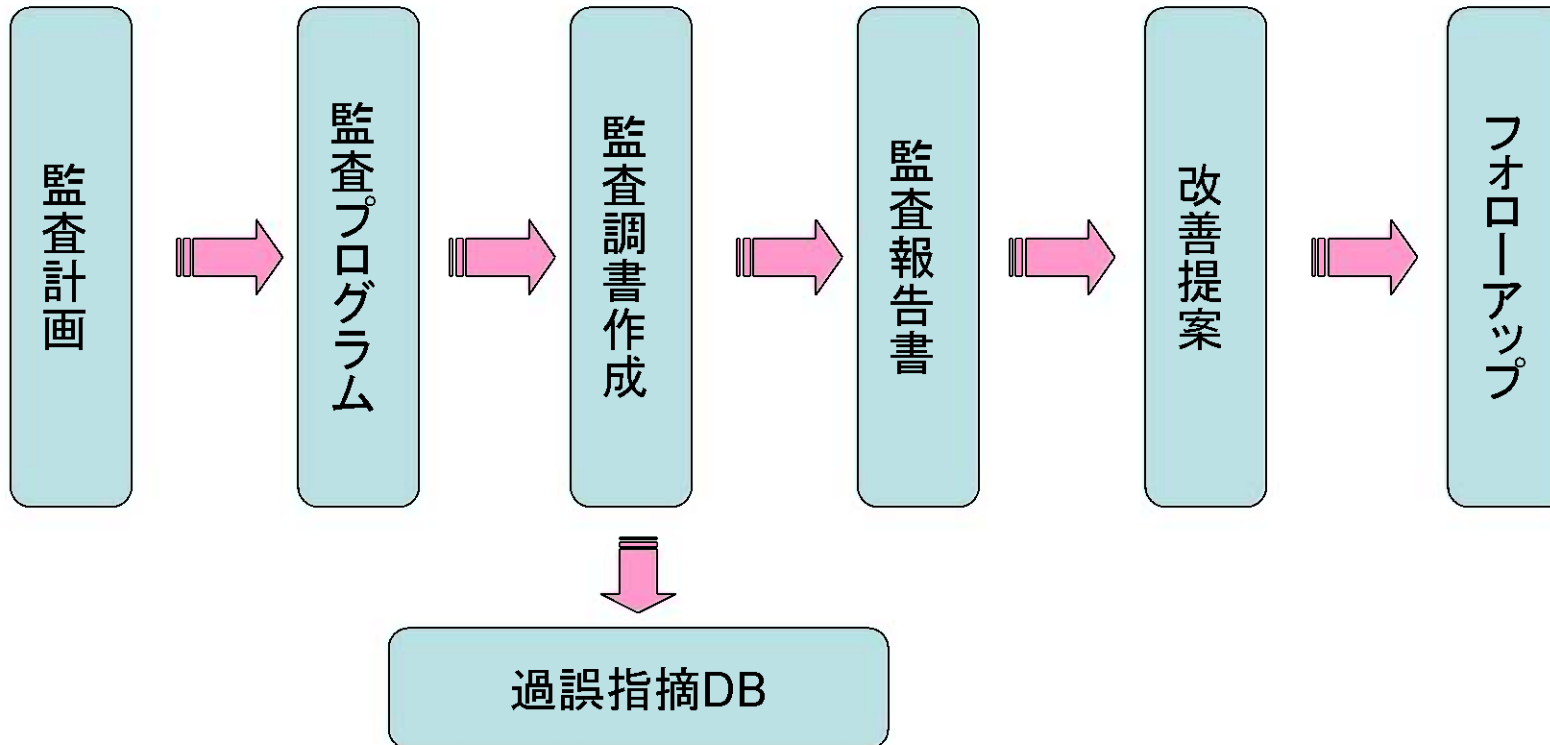 監査計画
監査プログラム
監査調書作成
監査報告書
改善提案
フォローアップ
過誤指摘DB